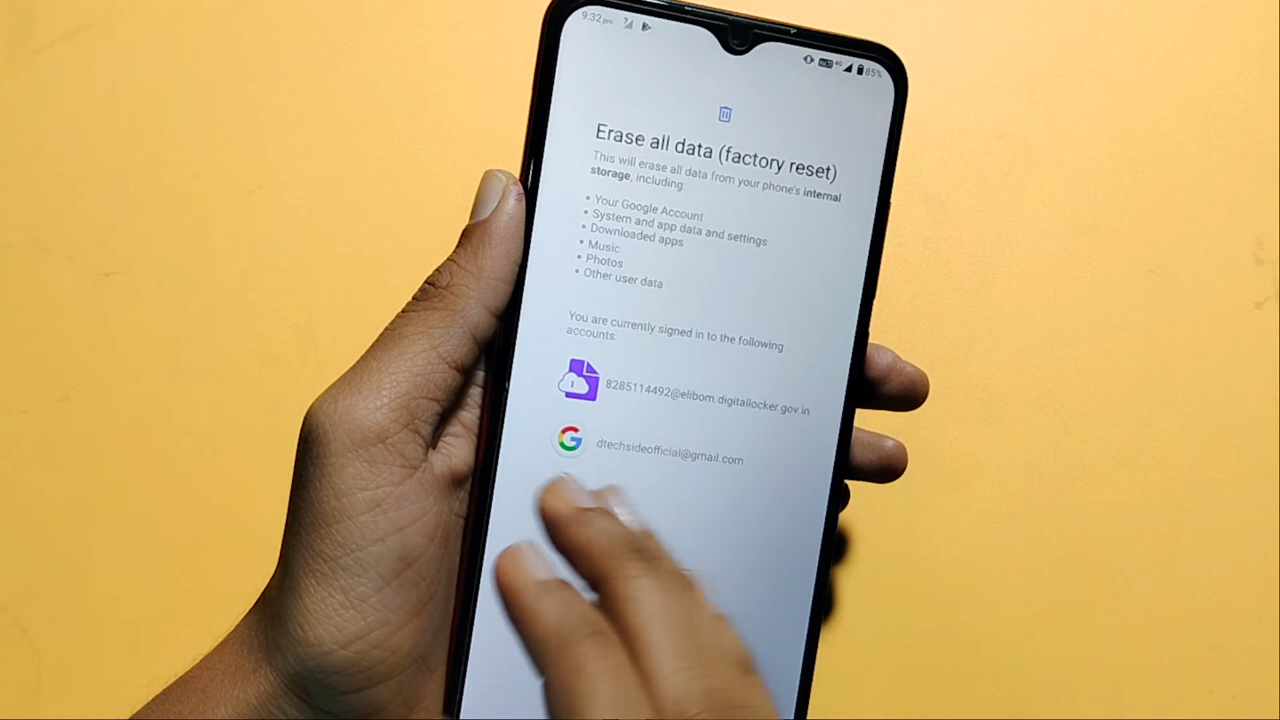 9:32 pm
4G 85%
Erase all data (factory reset)
This will erase all data from your phone's internal
storage, including:
• Your Google Account
• System and app data and settings
• Downloaded apps
• Music
• Photos
• Other user data
You are currently signed in to the following
accounts:
8285114492@elibom.digitallocker.gov.in
dtechsideofficial@gmail.com